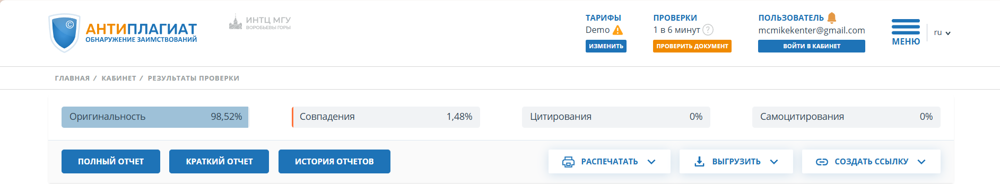 АНТИПЛАГИАТ
ОБНАРУЖЕНИЕ ЗАИМСТВОВАНИЙ
ИНТЦ МГУ
ВОРОБЬЕВЫ ГОРЫ
ТАРИФЫ
Demo
ИЗМЕНИТЬ
ПРОВЕРКИ
1 в 6 минут ?
ПРОВЕРИТЬ ДОКУМЕНТ
ПОЛЬЗОВАТЕЛЬ
mcmikekenter@gmail.com
ВОЙТИ В КАБИНЕТ
МЕНЮ
ru
ГЛАВНАЯ / КАБИНЕТ / РЕЗУЛЬТАТЫ ПРОВЕРКИ
Оригинальность 98,52%
Совпадения 1,48%
Цитирования 0%
Самоцитирования 0%
ПОЛНЫЙ ОТЧЕТ
КРАТКИЙ ОТЧЕТ
ИСТОРИЯ ОТЧЕТОВ
РАСПЕЧАТАТЬ
ВЫГРУЗИТЬ
СОЗДАТЬ ССЫЛКУ